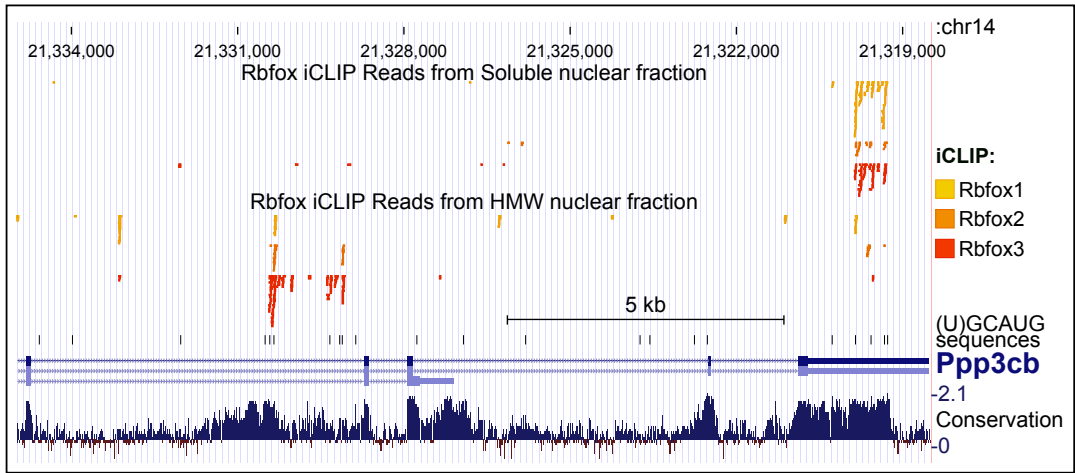 :chr14
21,334,000 21,331,000 21,328,000 21,325,000 21,322,000 21,319,000
Rbfox iCLIP Reads from Soluble nuclear fraction
iCLIP:
Rbfox1
Rbfox2
Rbfox3
Rbfox iCLIP Reads from HMW nuclear fraction
5 kb
(U)GCAUG
sequences
Ppp3cb
-2.1
Conservation
-0